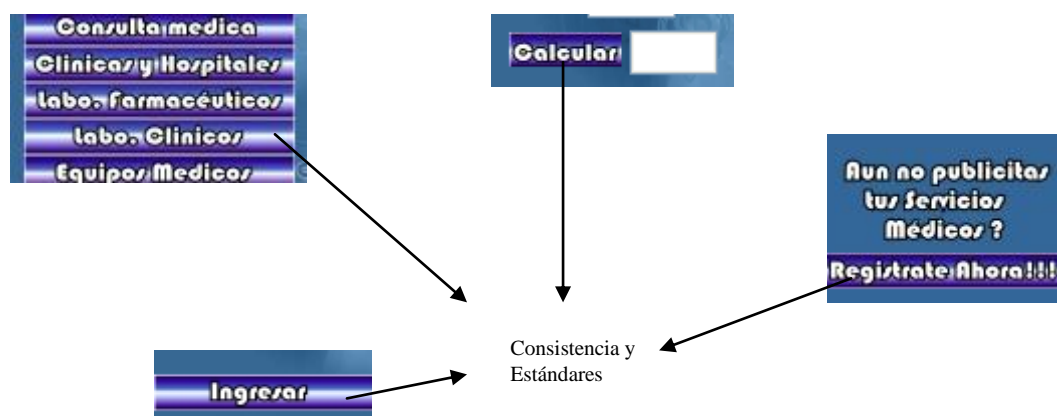 Consulta medica
Clinicas y Hospitales
Labo. Farmacéuticos
Labo. Clinicos
Equipos Medicos
Calcular
Aun no publicitas
tus Servicios
Médicos ?
Registrate Ahora!!!
Consistencia y
Estándares
Ingresar